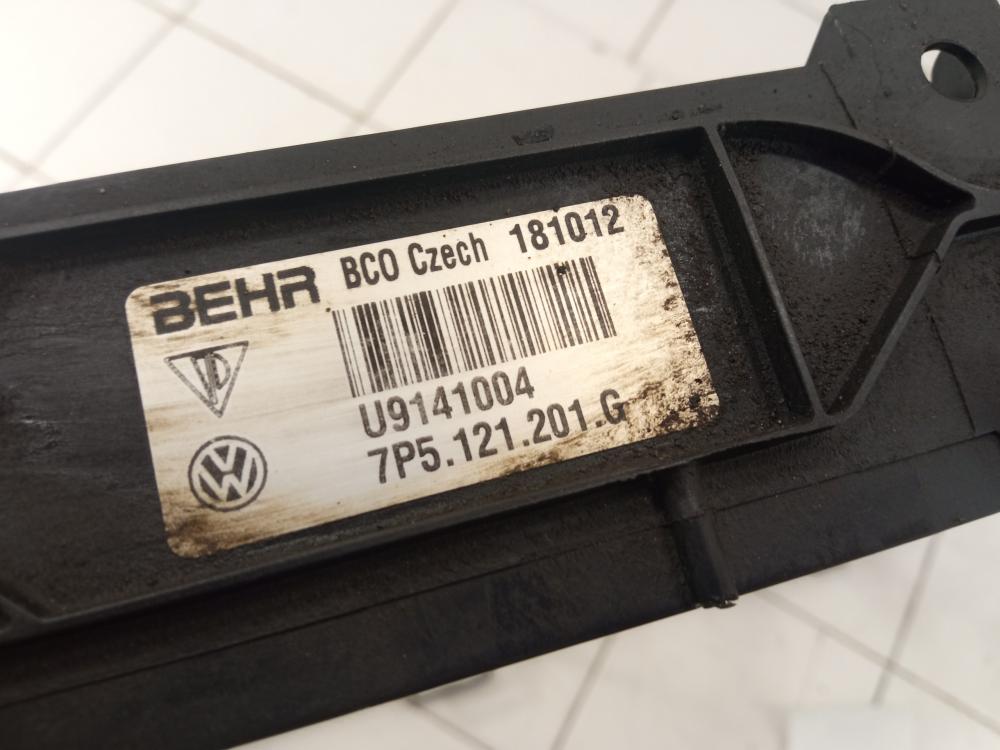 BEHR BCO Czech 181012
U9141004
7P5.121.201.G